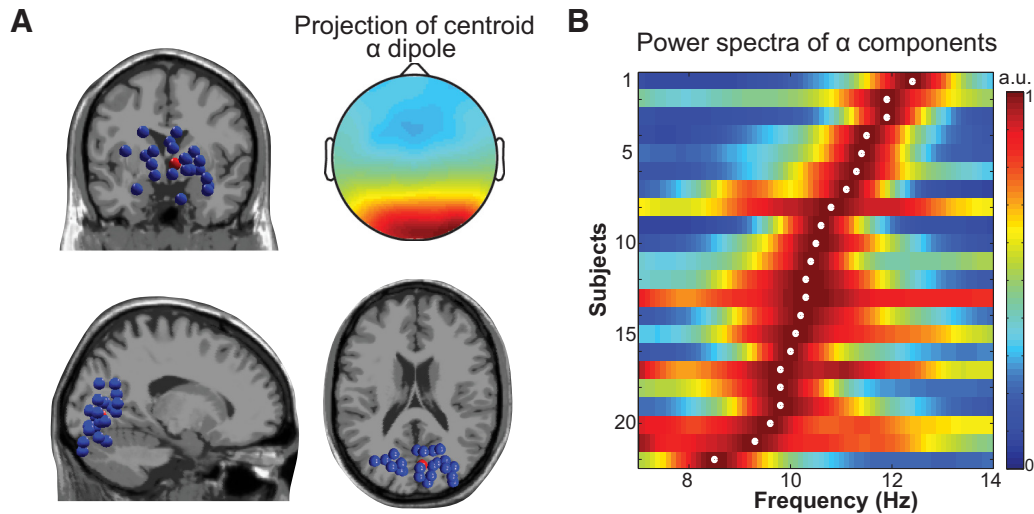 A
Projection of centroid
α dipole
B
Power spectra of α components
a.u.
1
0
Subjects
1
5
10
15
20
8
10
12
14
Frequency (Hz)